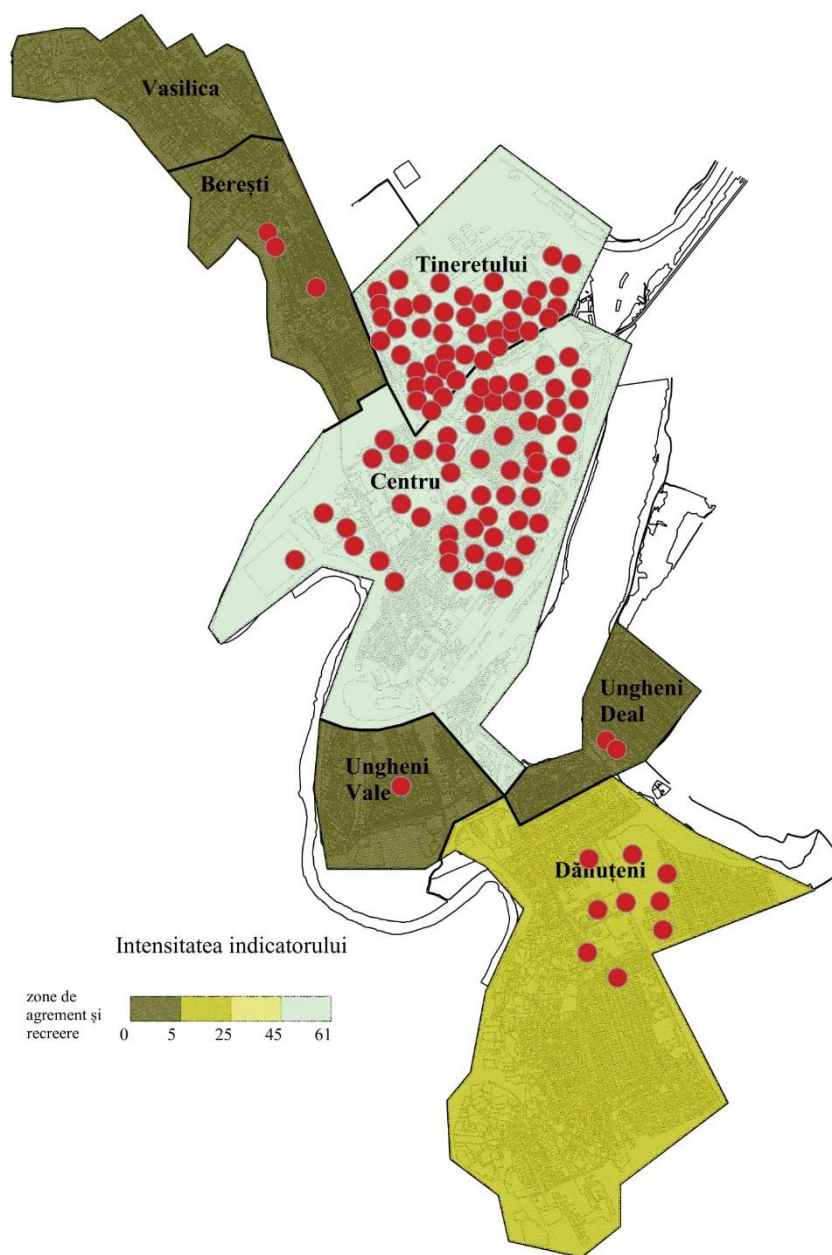 Vasilica
Berești
Tineretului
Centru
Ungheni
Deal
Ungheni
Vale
Dănuțeni
Intensitatea indicatorului
zone de
agrement și
recreere
0 5 25 45 61